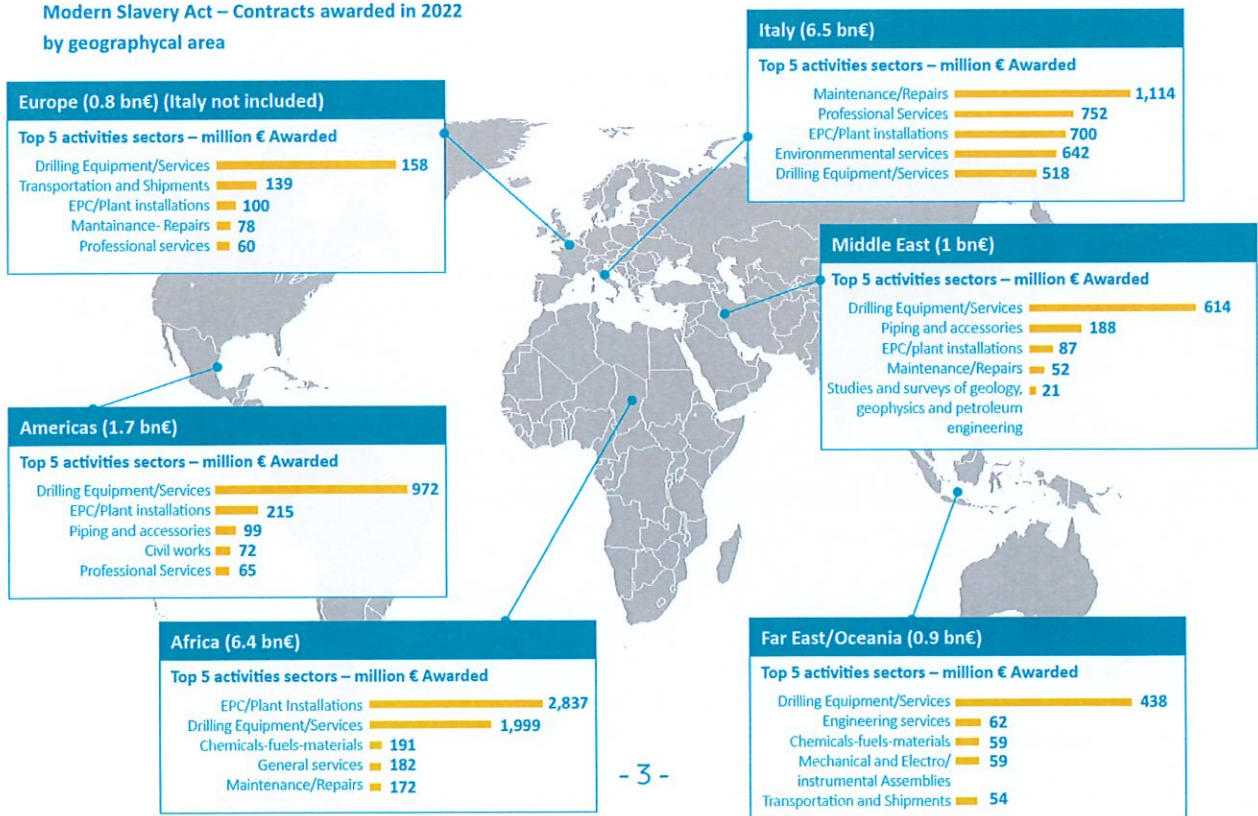 Modern Slavery Act – Contracts awarded in 2022
by geographycal area
Europe (0.8 bn€) (Italy not included)
Top 5 activities sectors – million € Awarded
Drilling Equipment/Services 158
Transportation and Shipments 139
EPC/Plant installations 100
Mantainance- Repairs 78
Professional services 60
Italy (6.5 bn€)
Top 5 activities sectors – million € Awarded
Maintenance/Repairs 1,114
Professional Services 752
EPC/Plant installations 700
Environmenmental services 642
Drilling Equipment/Services 518
Middle East (1 bn€)
Top 5 activities sectors – million € Awarded
Drilling Equipment/Services 614
Piping and accessories 188
EPC/plant installations 87
Maintenance/Repairs 52
Studies and surveys of geology, 21
geophysics and petroleum
engineering
Americas (1.7 bn€)
Top 5 activities sectors – million € Awarded
Drilling Equipment/Services 972
EPC/Plant installations 215
Piping and accessories 99
Civil works 72
Professional Services 65
Africa (6.4 bn€)
Top 5 activities sectors – million € Awarded
EPC/Plant Installations 2,837
Drilling Equipment/Services 1,999
Chemicals-fuels-materials 191
General services 182
Maintenance/Repairs 172
Far East/Oceania (0.9 bn€)
Top 5 activities sectors – million € Awarded
Drilling Equipment/Services 438
Engineering services 62
Chemicals-fuels-materials 59
Mechanical and Electro/ 59
instrumental Assemblies
Transportation and Shipments 54
- 3 -